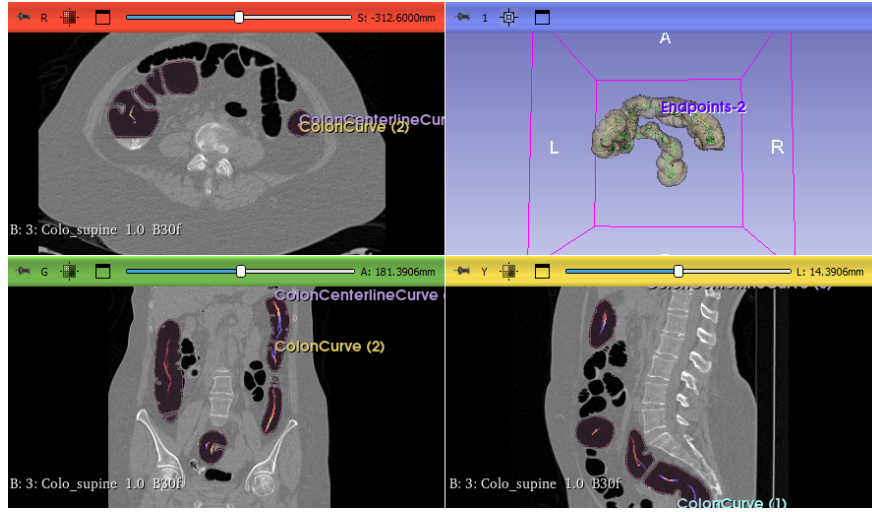 R
S: -312.6000mm
ColonCenterlineCur
ColonCurve (2)
B: 3: Colo_supine 1.0 B30f
1
A
Endpoints-2
L
R
G
A: 181.3906mm
ColonCenterlineCurve (
ColonCurve (2)
B: 3: Colo_supine 1.0 B30f
Y
L: 14.3906mm
B: 3: Colo_supine 1.0 B30f
ColonCurve (1)